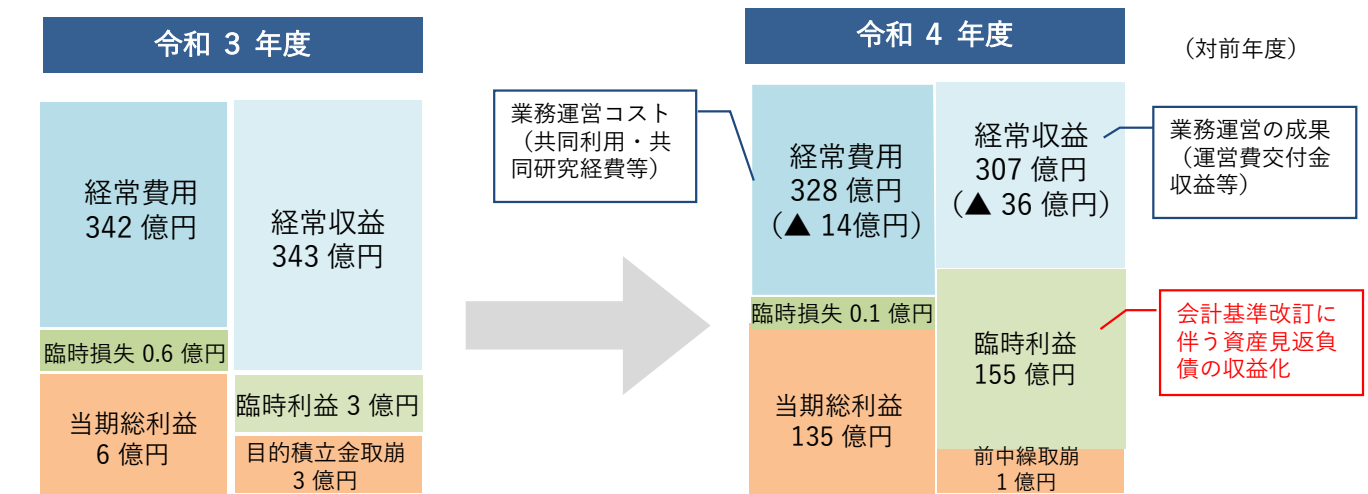 令和 3 年度
経常費用
342 億円
臨時損失 0.6 億円
当期総利益
6 億円
経常収益
343 億円
臨時利益 3 億円
目的積立金取崩
3 億円
令和 4 年度
（対前年度）
業務運営コスト
（共同利用・共
同研究経費等）
経常費用
328 億円
（▲ 14億円）
臨時損失 0.1 億円
当期総利益
135 億円
経常収益
307 億円
（▲ 36 億円）
臨時利益
155 億円
前中繰取崩
1 億円
業務運営の成果
（運営費交付金
収益等）
会計基準改訂に
伴う資産見返負
債の収益化